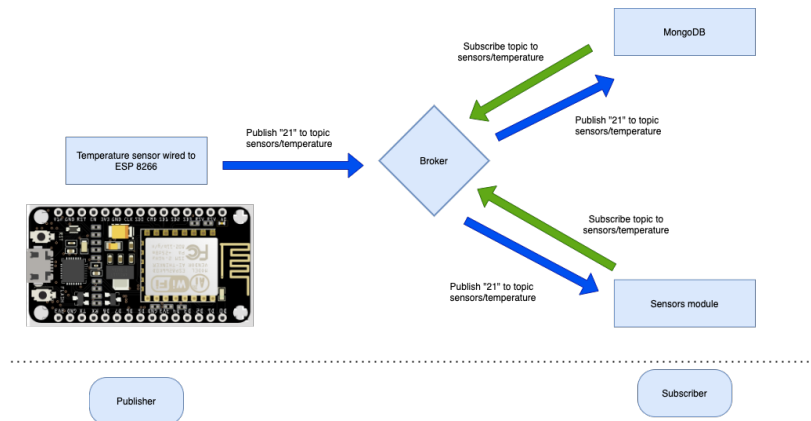 MongoDB
Subscribe topic to
sensors/temperature
Publish "21" to topic
sensors/temperature
Publish "21" to topic
sensors/temperature
Temperature sensor wired to
ESP 8266
Broker
Subscribe topic to
sensors/temperature
Publish "21" to topic
sensors/temperature
Sensors module
WiFi
Publisher
Subscriber